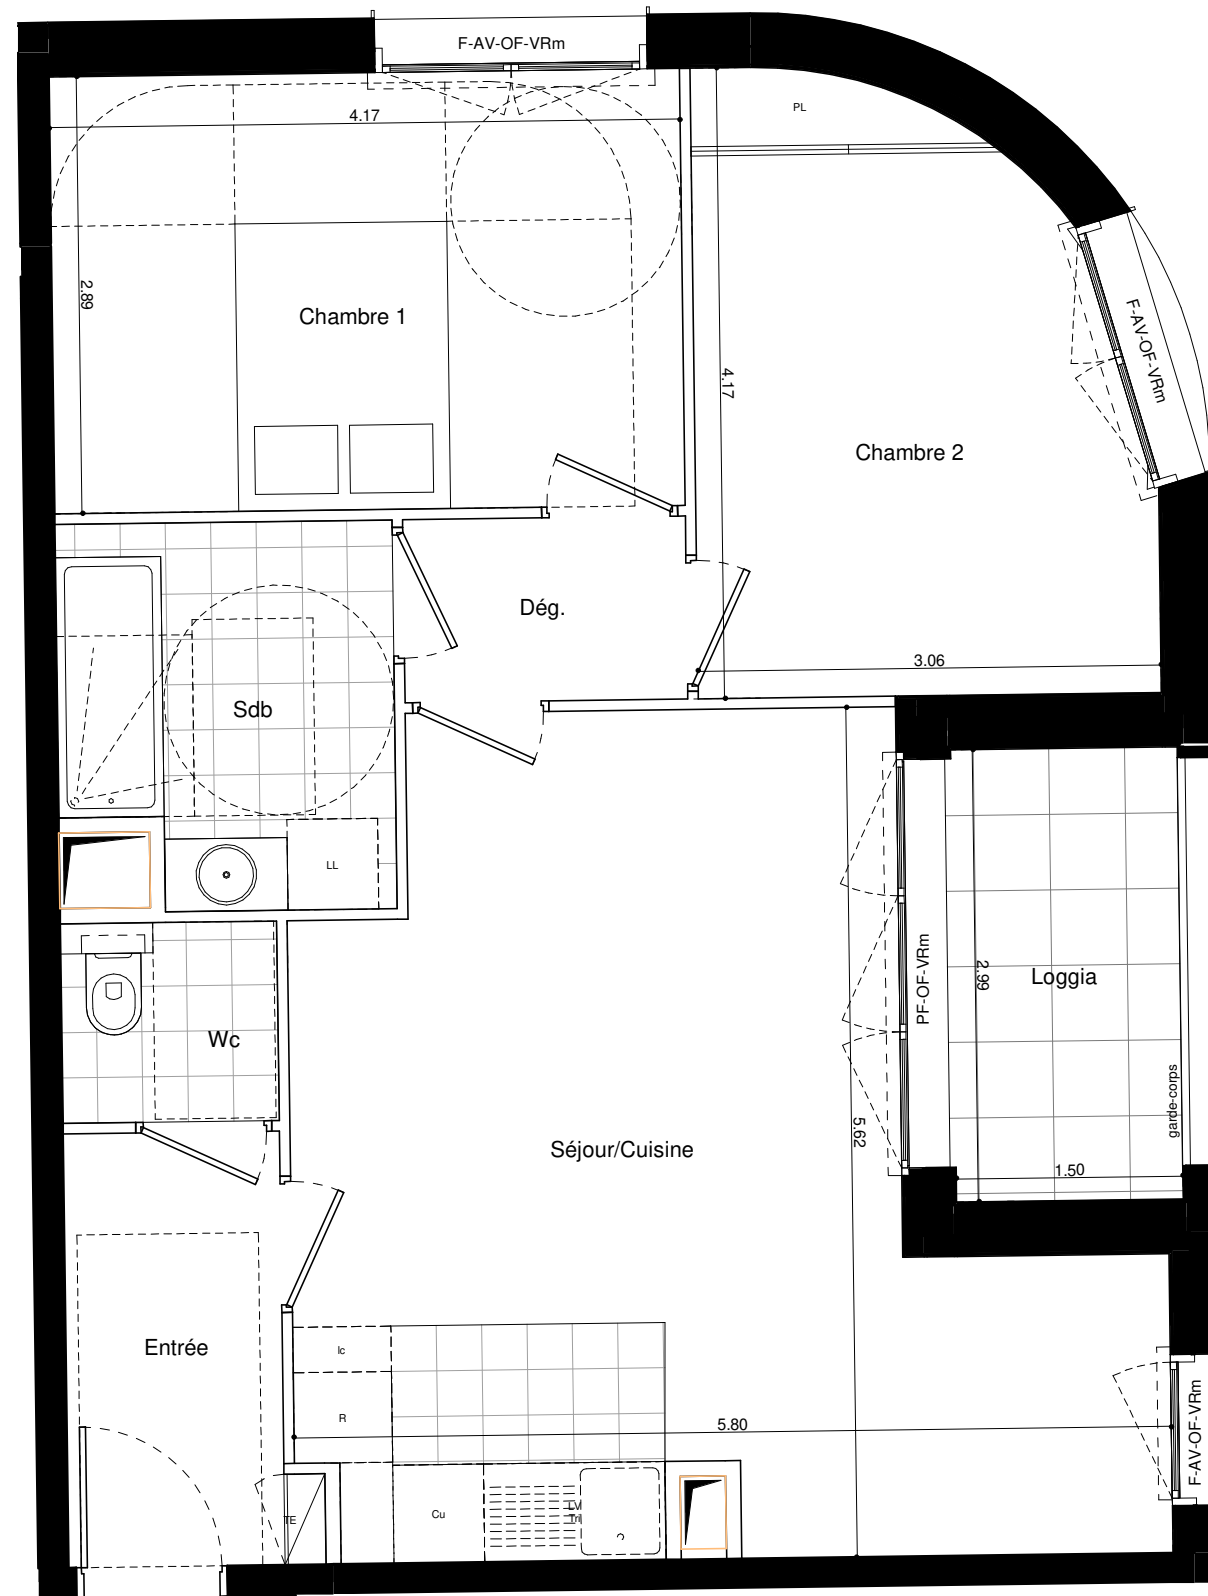 F-AV-OF-VRm
PL
4.17
2.89
Chambre 1
F-AV-OF-VRm
4.17
Chambre 2
Dég.
3.06
Sdb
LL
PF-OF-VRm
2.99
Loggia
Wc
garde-corps
5.62
Séjour/Cuisine
1.50
Entrée
Ic
R
5.80
F-AV-OF-VRm
TE
Cu
LV
Tri